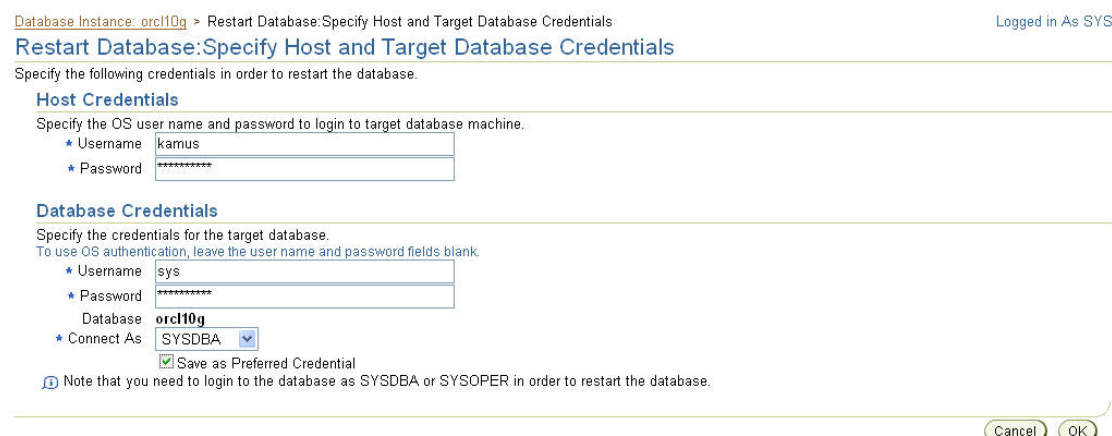 Database Instance: orcl10g > Restart Database:Specify Host and Target Database Credentials
Logged in As SYS
Restart Database:Specify Host and Target Database Credentials
Specify the following credentials in order to restart the database.
Host Credentials
Specify the OS user name and password to login to target database machine.
* Username kamus
* Password **********
Database Credentials
Specify the credentials for the target database.
To use OS authentication, leave the user name and password fields blank.
* Username sys
* Password **********
Database orcl10g
* Connect As SYSDBA
Save as Preferred Credential
Note that you need to login to the database as SYSDBA or SYSOPER in order to restart the database.
Cancel OK